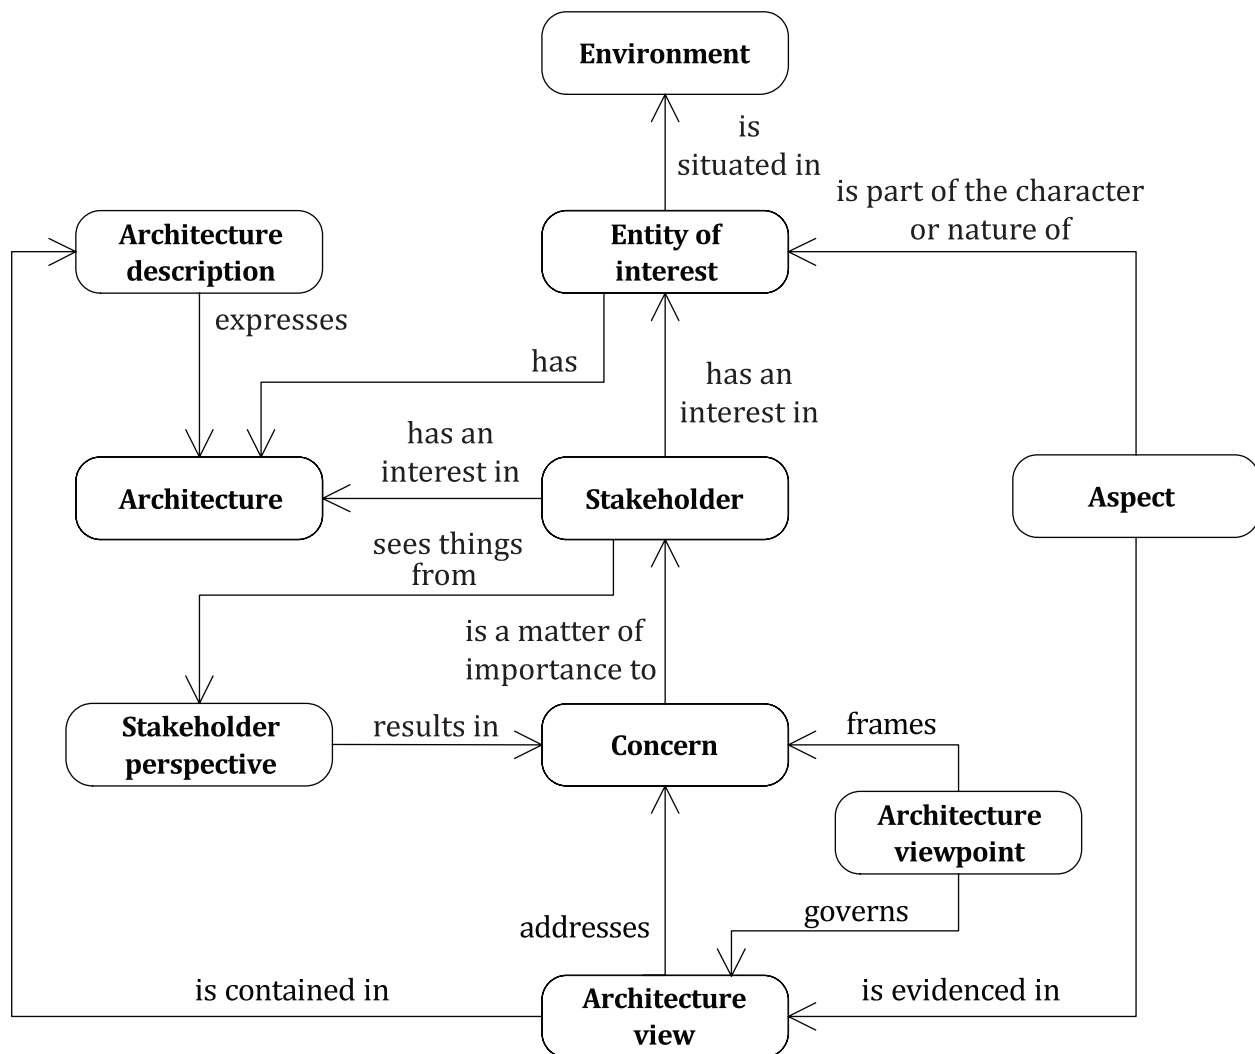 Environment
is
situated in
is part of the character
or nature of
Architecture
description
Entity of
interest
expresses
has
has an
interest in
has an
interest in
Architecture
Stakeholder
Aspect
sees things
from
is a matter of
importance to
Stakeholder
perspective
results in
Concern
frames
Architecture
viewpoint
governs
addresses
is contained in
Architecture
view
is evidenced in